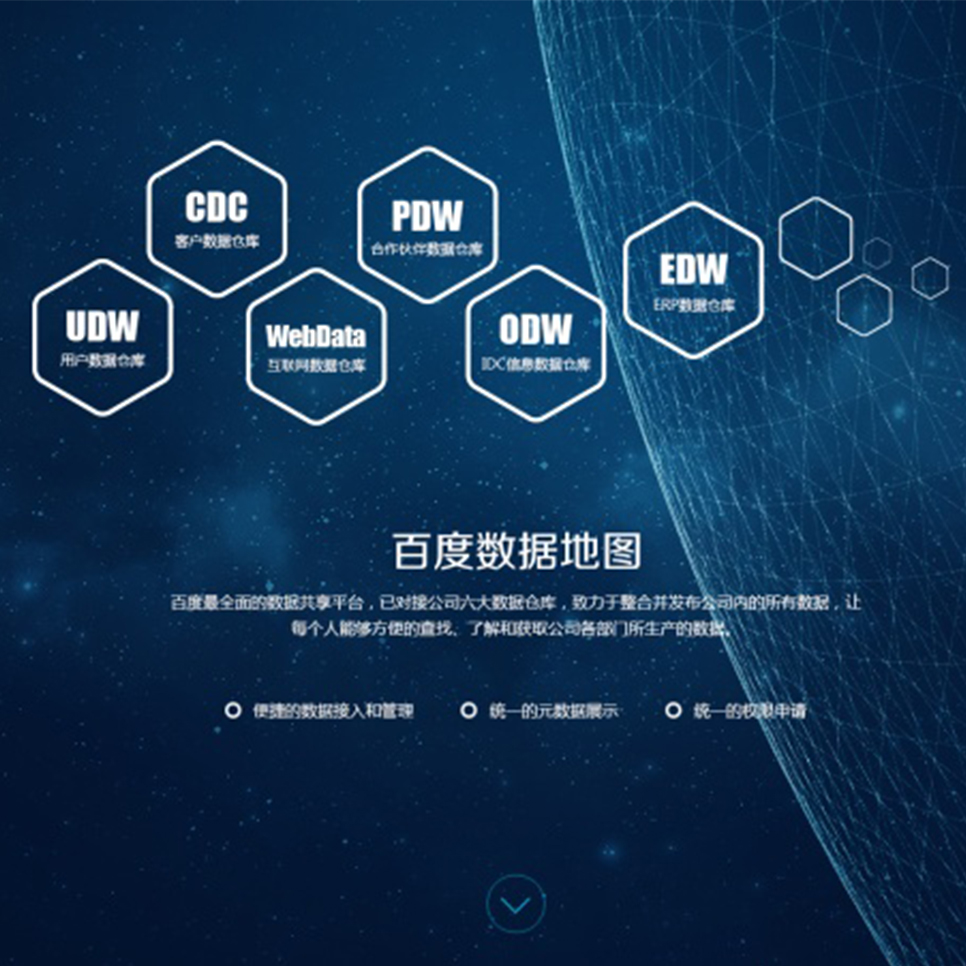 CDC
客户数据仓库
PDW
合作伙伴数据仓库
EDW
ERP数据仓库
UDW
用户数据仓库
WebData
互联网数据仓库
ODW
IDC信息数据仓库
百度数据地图
百度最全面的数据共享平台，已对接公司六大数据仓库，致力于整合并发布公司内的所有数据，让
每个人能够方便的查找、了解和获取公司各部门所生产的数据。
便捷的数据接入和管理
统一的元数据展示
统一的权限申请